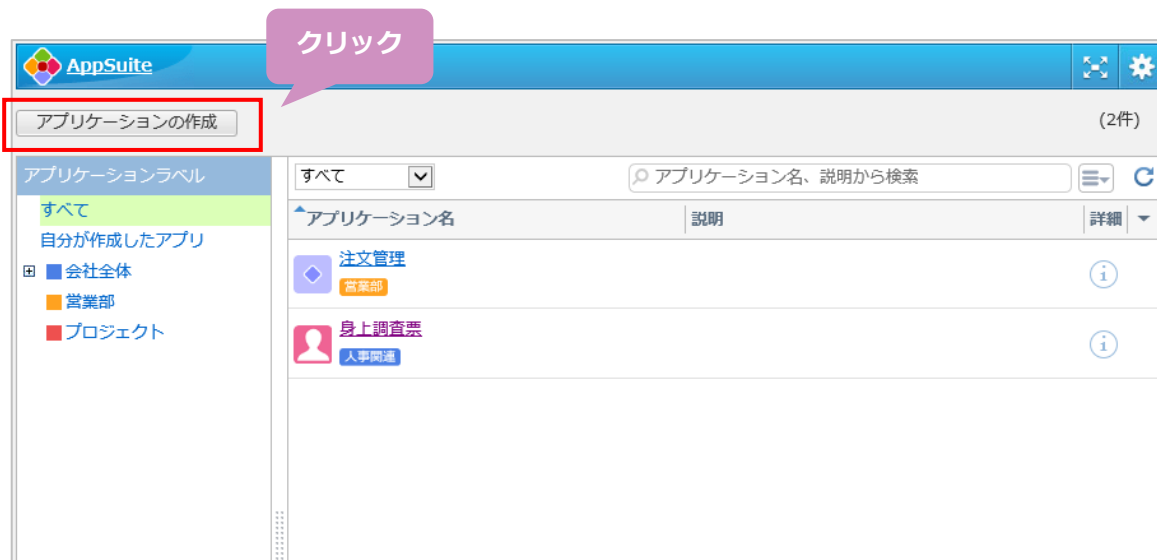 クリック
AppSuite
アプリケーションの作成
(2件)
アプリケーションラベル
すべて
自分が作成したアプリ
会社全体
営業部
プロジェクト
すべて
アプリケーション名、説明から検索
アプリケーション名 説明 詳細
注文管理
営業部
身上調査票
人事関連